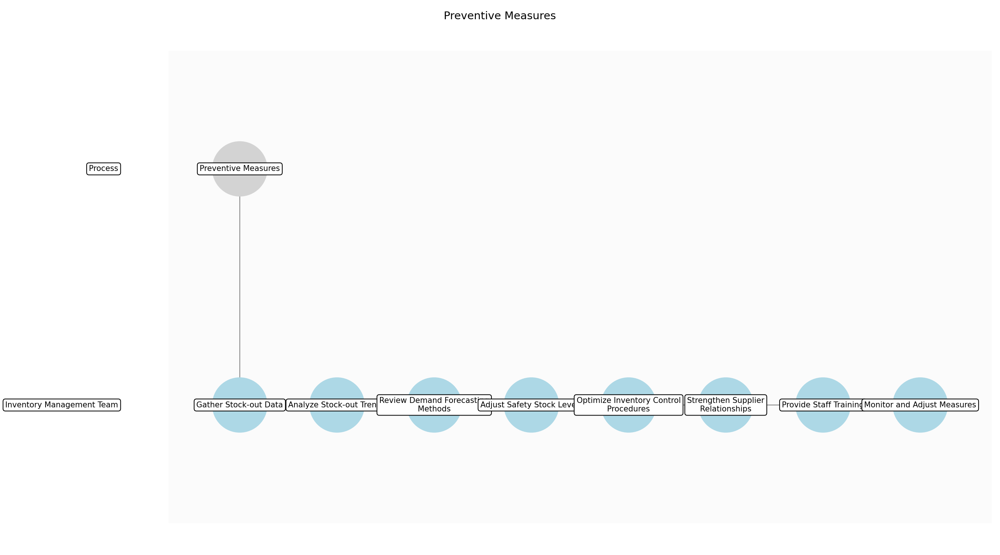 Preventive Measures
Process
Preventive Measures
Inventory Management Team
Gather Stock-out Data
Analyze Stock-out
Review Demand
Methods
Adjust Safety Stock
Optimize Inventory Control
Procedures
Strengthen Supplier
Relationships
Provide Staff Training
Monitor and Adjust Measures